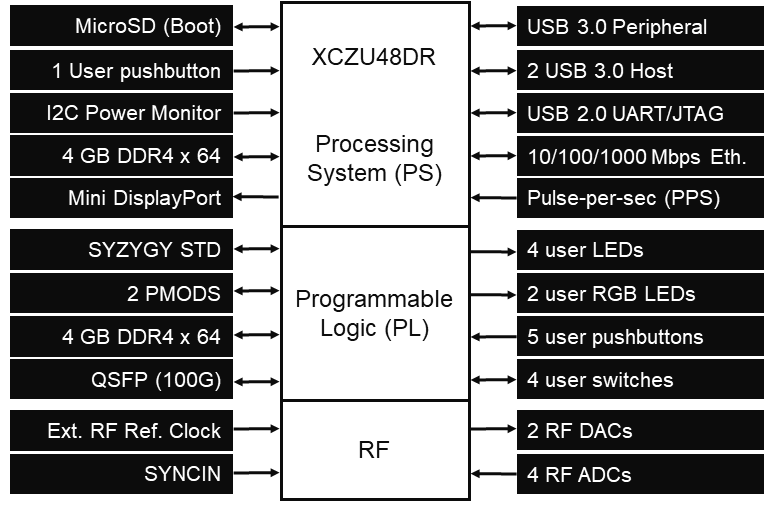 MicroSD (Boot)
1 User pushbutton
I2C Power Monitor
4 GB DDR4 x 64
Mini DisplayPort
SYZYGY STD
2 PMODS
4 GB DDR4 x 64
QSFP (100G)
Ext. RF Ref. Clock
SYNCIN
XCZU48DR
Processing
System (PS)
Programmable
Logic (PL)
RF
USB 3.0 Peripheral
2 USB 3.0 Host
USB 2.0 UART/JTAG
10/100/1000 Mbps Eth.
Pulse-per-sec (PPS)
4 user LEDs
2 user RGB LEDs
5 user pushbuttons
4 user switches
2 RF DACs
4 RF ADCs